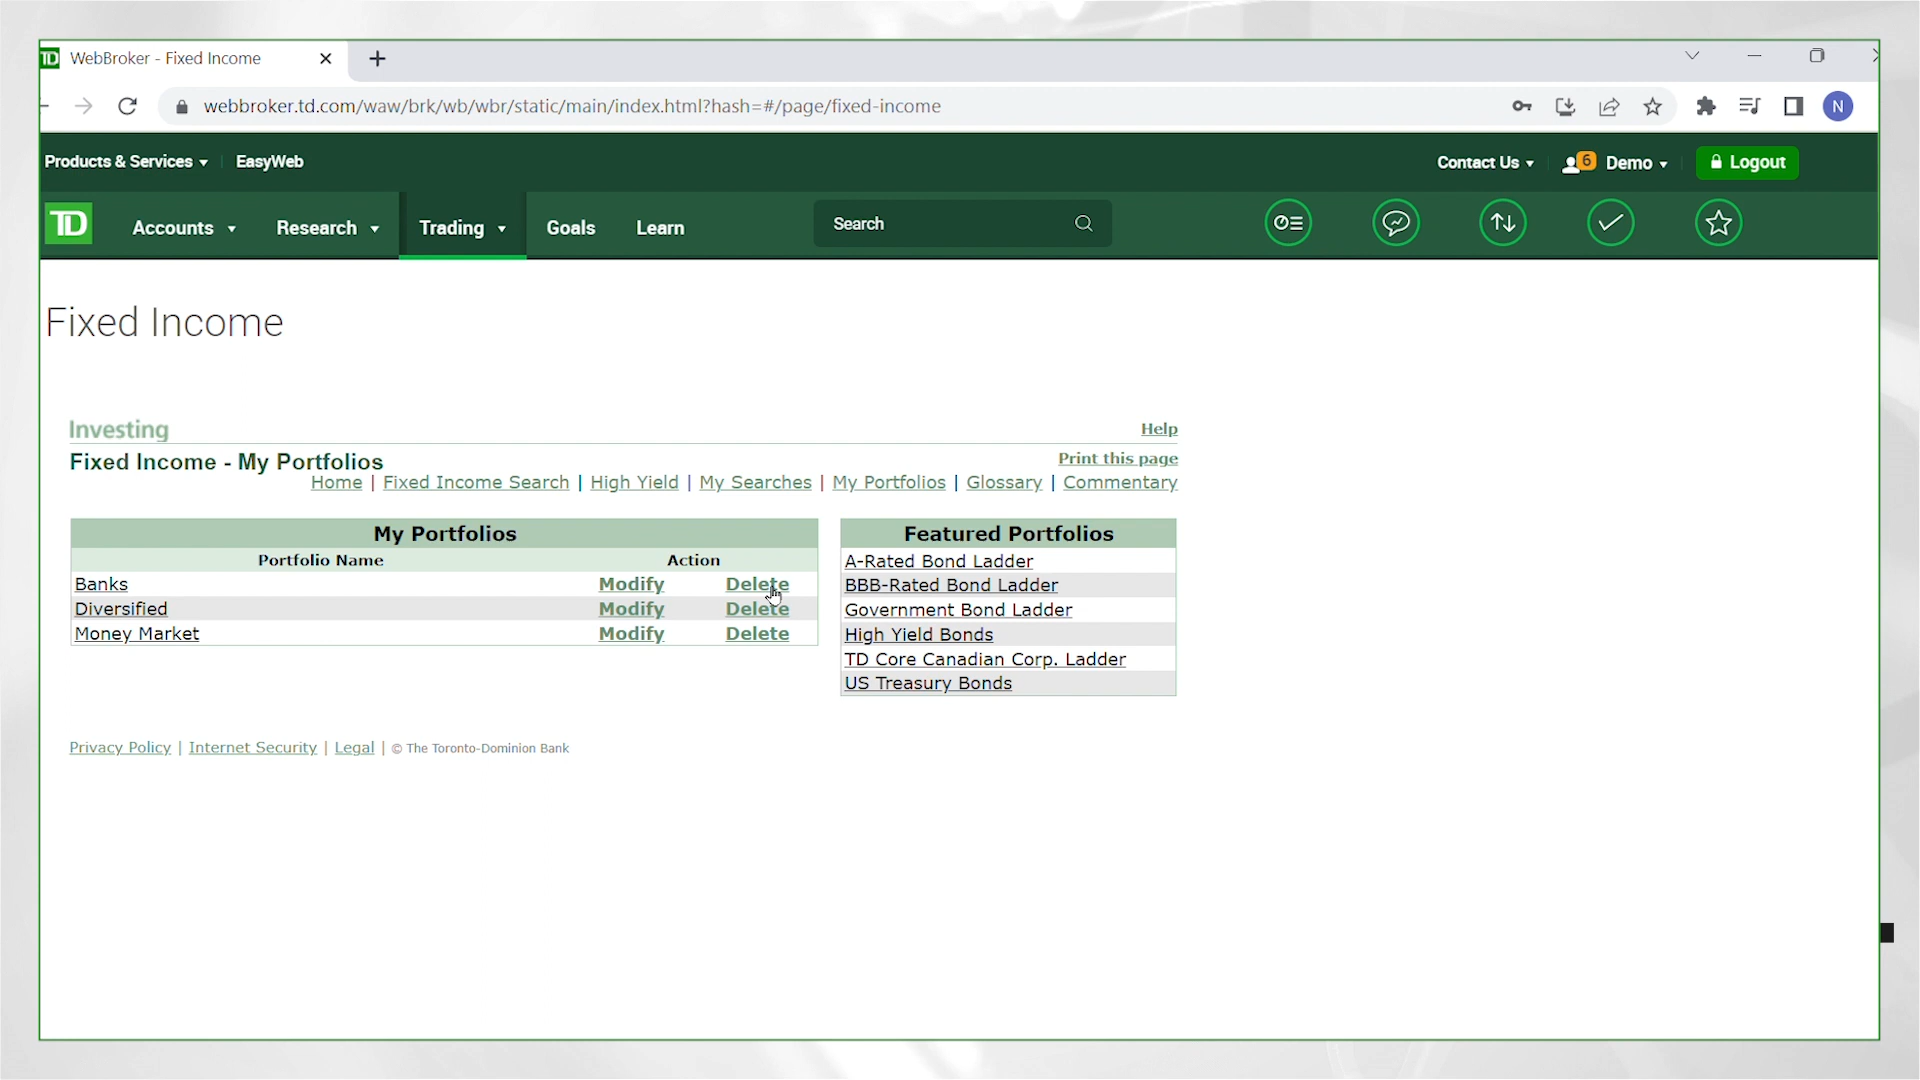 TD WebBroker - Fixed Income
webbroker.td.com/waw/brk/wb/wbr/static/main/index.html?hash=#/page/fixed-income
N
Products & Services EasyWeb Contact Us 6 Demo Logout
TD Accounts Research Trading Goals Learn Search
Fixed Income
Investing Help
Fixed Income - My Portfolios Print this page
Home | Fixed Income Search | High Yield | My Searches | My Portfolios | Glossary | Commentary
My Portfolios
Portfolio Name Action
Banks Modify Delete
Diversified Modify Delete
Money Market Modify Delete
Featured Portfolios
A-Rated Bond Ladder
BBB-Rated Bond Ladder
Government Bond Ladder
High Yield Bonds
TD Core Canadian Corp. Ladder
US Treasury Bonds
Privacy Policy | Internet Security | Legal | © The Toronto-Dominion Bank